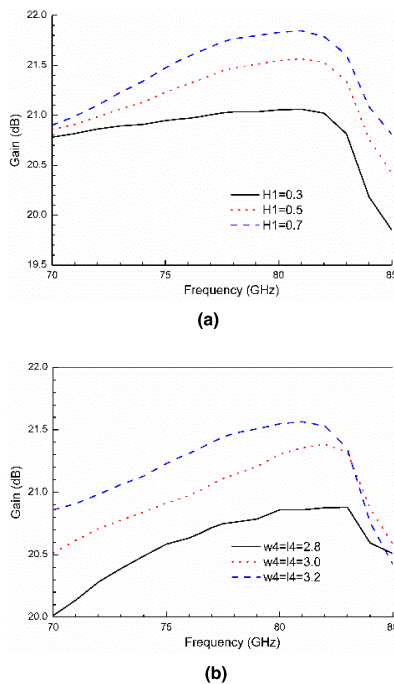 22.0
21.5
21.0
20.5
20.0
19.5
Gain (dB)
H1=0.3
H1=0.5
H1=0.7
70 75 80 85
Frequency (GHz)
(a)
22.0
21.5
21.0
20.5
20.0
Gain (dB)
w4=l4=2.8
w4=l4=3.0
w4=l4=3.2
70 75 80 85
Frequency (GHz)
(b)